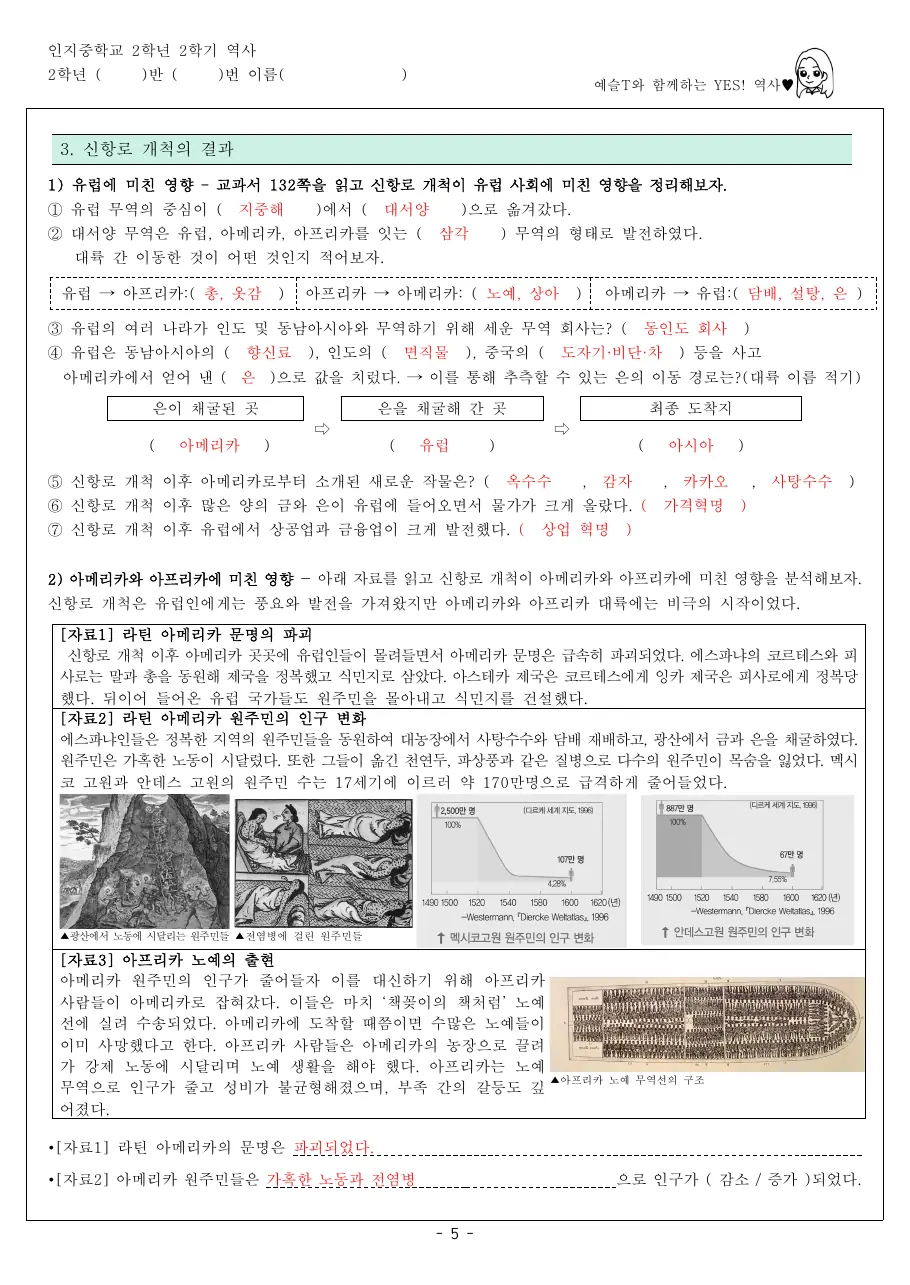 인지중학교 2학년 2학기 역사
2학년 (    )반 (    )번 이름(            )
예슬T와 함께하는 YES! 역사♥
3. 신항로 개척의 결과
1) 유럽에 미친 영향 - 교과서 132쪽을 읽고 신항로 개척이 유럽 사회에 미친 영향을 정리해보자.
① 유럽 무역의 중심이 ( 지중해 )에서 ( 대서양 )으로 옮겨갔다.
② 대서양 무역은 유럽, 아메리카, 아프리카를 잇는 ( 삼각 ) 무역의 형태로 발전하였다.
대륙 간 이동한 것이 어떤 것인지 적어보자.
유럽 → 아프리카:( 총, 옷감 ) 아프리카 → 아메리카: ( 노예, 상아 ) 아메리카 → 유럽:( 담배, 설탕, 은 )
③ 유럽의 여러 나라가 인도 및 동남아시아와 무역하기 위해 세운 무역 회사는? ( 동인도 회사 )
④ 유럽은 동남아시아의 ( 향신료 ), 인도의 ( 면직물 ), 중국의 ( 도자기·비단·차 ) 등을 사고
아메리카에서 얻어 낸 ( 은 )으로 값을 치렀다. → 이를 통해 추측할 수 있는 은의 이동 경로는?(대륙 이름 적기)
은이 채굴된 곳 ⇨ 은을 채굴해 간 곳 ⇨ 최종 도착지
( 아메리카 ) ( 유럽 ) ( 아시아 )
⑤ 신항로 개척 이후 아메리카로부터 소개된 새로운 작물은? ( 옥수수 , 감자 , 카카오 , 사탕수수 )
⑥ 신항로 개척 이후 많은 양의 금와 은이 유럽에 들어오면서 물가가 크게 올랐다. ( 가격혁명 )
⑦ 신항로 개척 이후 유럽에서 상공업과 금융업이 크게 발전했다. ( 상업 혁명 )
2) 아메리카와 아프리카에 미친 영향 - 아래 자료를 읽고 신항로 개척이 아메리카와 아프리카에 미친 영향을 분석해보자.
신항로 개척은 유럽인에게는 풍요와 발전을 가져왔지만 아메리카와 아프리카 대륙에는 비극의 시작이었다.
[자료1] 라틴 아메리카 문명의 파괴
신항로 개척 이후 아메리카 곳곳에 유럽인들이 몰려들면서 아메리카 문명은 급속히 파괴되었다. 에스파냐의 코르테스와 피
사로는 말과 총을 동원해 제국을 정복했고 식민지로 삼았다. 아스테카 제국은 코르테스에게 잉카 제국은 피사로에게 정복당
했다. 뒤이어 들어온 유럽 국가들도 원주민을 몰아내고 식민지를 건설했다.
[자료2] 라틴 아메리카 원주민의 인구 변화
에스파냐인들은 정복한 지역의 원주민들을 동원하여 대농장에서 사탕수수와 담배 재배하고, 광산에서 금과 은을 채굴하였다.
원주민은 가혹한 노동이 시달렸다. 또한 그들이 옮긴 천연두, 파상풍과 같은 질병으로 다수의 원주민이 목숨을 잃었다. 멕시
코 고원과 안데스 고원의 원주민 수는 17세기에 이르러 약 170만명으로 급격하게 줄어들었다.
▲광산에서 노동에 시달리는 원주민들 ▲전염병에 걸린 원주민들
2,500만 명 (디르케 세계 지도, 1996)
100%
107만 명
4.28%
1490 1500 1520 1540 1560 1580 1600 1620 (년)
-Westermann, 『Diercke Weltatlas』, 1996
↑ 멕시코고원 원주민의 인구 변화
887만 명 (디르케 세계 지도, 1996)
100%
67만 명
7.55%
1490 1500 1520 1540 1560 1580 1600 1620 (년)
-Westermann, 『Diercke Weltatlas』, 1996
↑ 안데스고원 원주민의 인구 변화
[자료3] 아프리카 노예의 출현
아메리카 원주민의 인구가 줄어들자 이를 대신하기 위해 아프리카
사람들이 아메리카로 잡혀갔다. 이들은 마치 ‘책꽂이의 책처럼’ 노예
선에 실려 수송되었다. 아메리카에 도착할 때쯤이면 수많은 노예들이
이미 사망했다고 한다. 아프리카 사람들은 아메리카의 농장으로 끌려
가 강제 노동에 시달리며 노예 생활을 해야 했다. 아프리카는 노예
무역으로 인구가 줄고 성비가 불균형해졌으며, 부족 간의 갈등도 깊
어졌다.
▲아프리카 노예 무역선의 구조
•[자료1] 라틴 아메리카의 문명은 파괴되었다.
•[자료2] 아메리카 원주민들은 가혹한 노동과 전염병 으로 인구가 ( 감소 / 증가 )되었다.
- 5 -